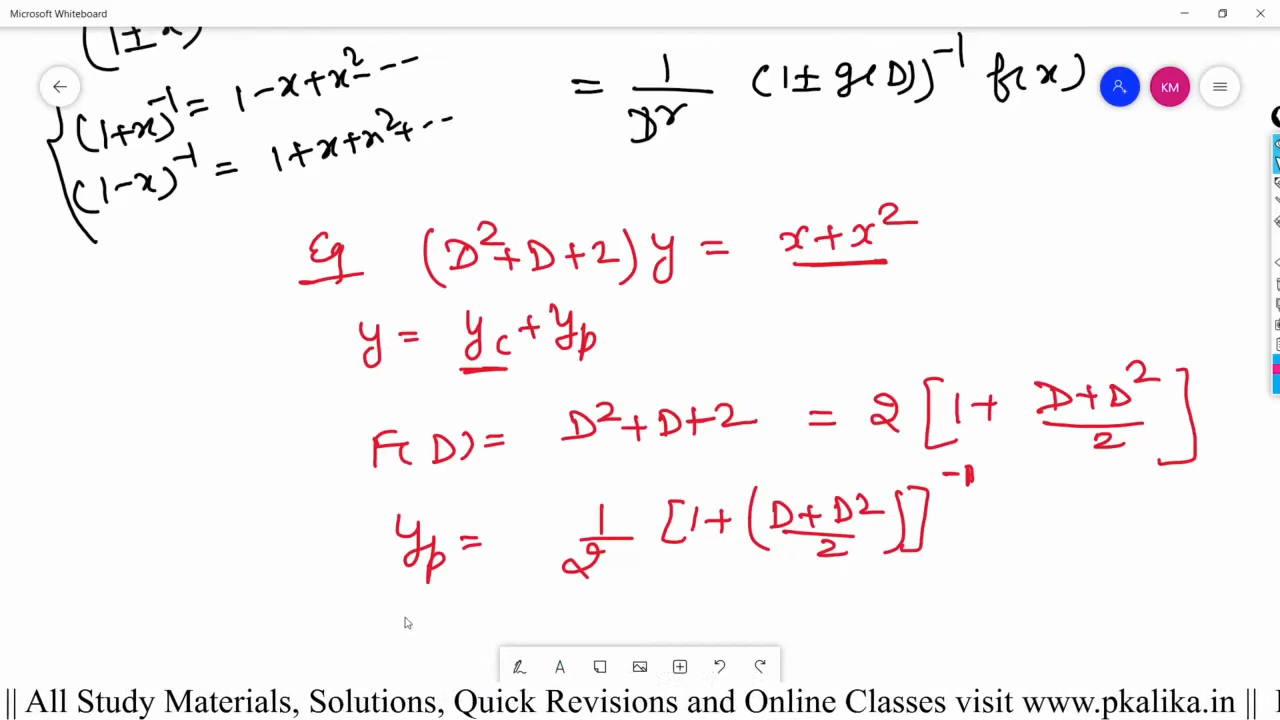 Microsoft Whiteboard
(1±x)
(1+x)⁻¹ = 1-x+x²- ...
(1-x)⁻¹ = 1+x+x²+ ...
= 1/Dʳ (1±g(D))⁻¹ f(x)
KM
Eg (D²+D+2)y = x+x²
y = y_c + y_p
F(D) = D²+D+2 = 2[1+ (D+D²)/2]
y_p = 1/2 [1+((D+D²)/2)]⁻¹
|| All Study Materials, Solutions, Quick Revisions and Online Classes visit www.pkalika.in ||